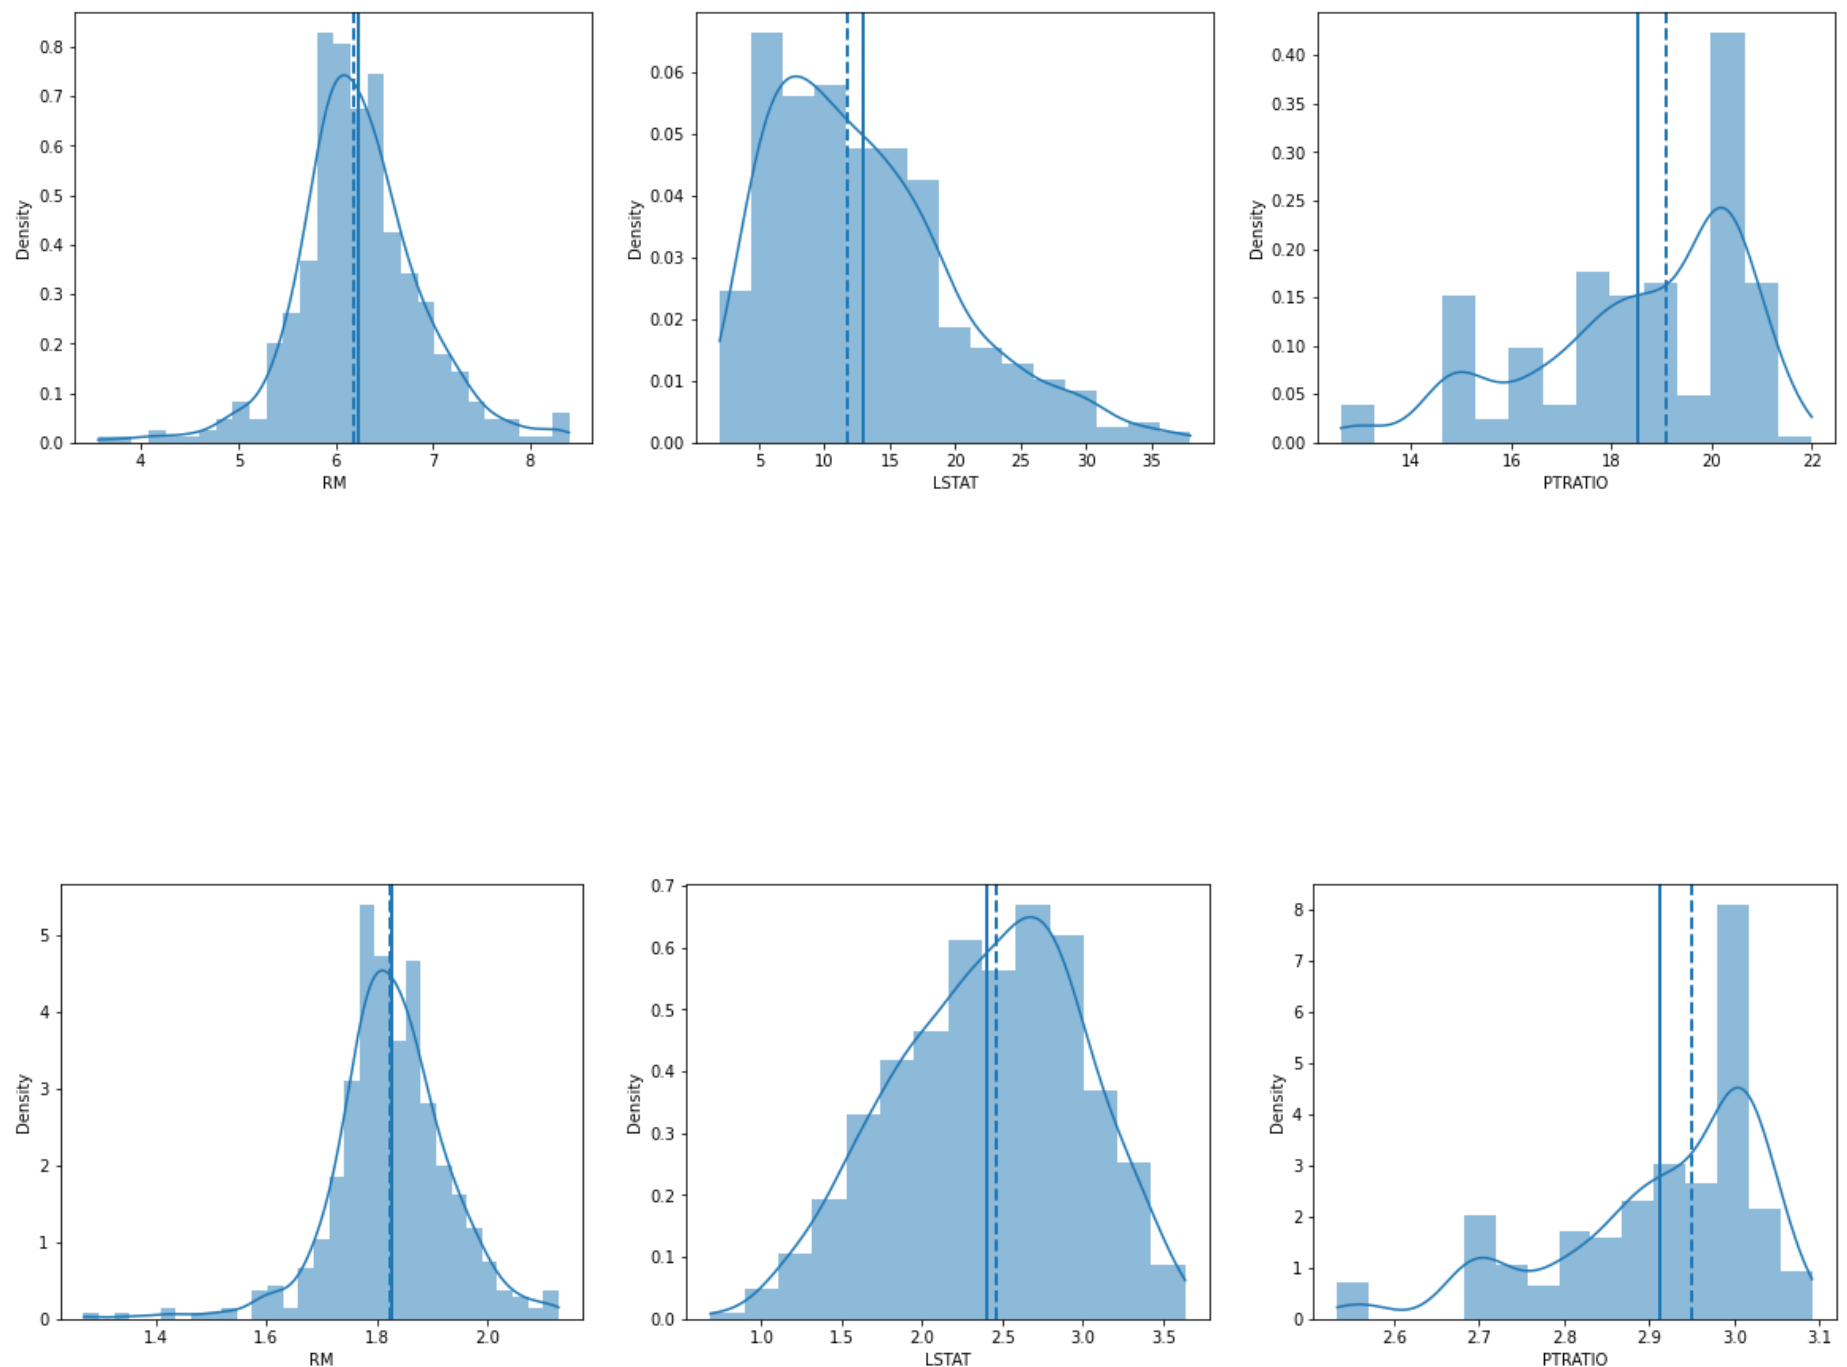 Density
0.8
0.7
0.6
0.5
0.4
0.3
0.2
0.1
0.0
4 5 6 7 8
RM
Density
0.06
0.05
0.04
0.03
0.02
0.01
0.00
5 10 15 20 25 30 35
LSTAT
Density
0.40
0.35
0.30
0.25
0.20
0.15
0.10
0.05
0.00
14 16 18 20 22
PTRATIO
Density
5
4
3
2
1
0
1.4 1.6 1.8 2.0
RM
Density
0.7
0.6
0.5
0.4
0.3
0.2
0.1
0.0
1.0 1.5 2.0 2.5 3.0 3.5
LSTAT
Density
8
7
6
5
4
3
2
1
0
2.6 2.7 2.8 2.9 3.0 3.1
PTRATIO